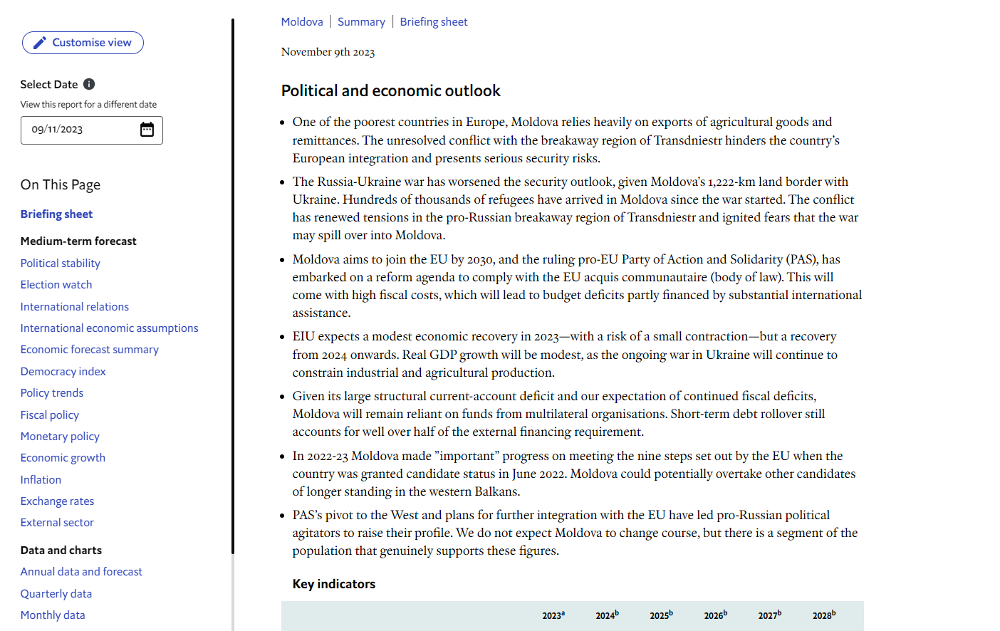 Customise view
Select Date
View this report for a different date
09/11/2023
On This Page
Briefing sheet
Medium-term forecast
Political stability
Election watch
International relations
International economic assumptions
Economic forecast summary
Democracy index
Policy trends
Fiscal policy
Monetary policy
Economic growth
Inflation
Exchange rates
External sector
Data and charts
Annual data and forecast
Quarterly data
Monthly data
Moldova | Summary | Briefing sheet
November 9th 2023
Political and economic outlook
• One of the poorest countries in Europe, Moldova relies heavily on exports of agricultural goods and
remittances. The unresolved conflict with the breakaway region of Transdniestr hinders the country’s
European integration and presents serious security risks.
• The Russia-Ukraine war has worsened the security outlook, given Moldova’s 1,222-km land border with
Ukraine. Hundreds of thousands of refugees have arrived in Moldova since the war started. The conflict
has renewed tensions in the pro-Russian breakaway region of Transdniestr and ignited fears that the war
may spill over into Moldova.
• Moldova aims to join the EU by 2030, and the ruling pro-EU Party of Action and Solidarity (PAS), has
embarked on a reform agenda to comply with the EU acquis communautaire (body of law). This will
come with high fiscal costs, which will lead to budget deficits partly financed by substantial international
assistance.
• EIU expects a modest economic recovery in 2023—with a risk of a small contraction—but a recovery
from 2024 onwards. Real GDP growth will be modest, as the ongoing war in Ukraine will continue to
constrain industrial and agricultural production.
• Given its large structural current-account deficit and our expectation of continued fiscal deficits,
Moldova will remain reliant on funds from multilateral organisations. Short-term debt rollover still
accounts for well over half of the external financing requirement.
• In 2022-23 Moldova made ”important” progress on meeting the nine steps set out by the EU when the
country was granted candidate status in June 2022. Moldova could potentially overtake other candidates
of longer standing in the western Balkans.
• PAS’s pivot to the West and plans for further integration with the EU have led pro-Russian political
agitators to raise their profile. We do not expect Moldova to change course, but there is a segment of the
population that genuinely supports these figures.
Key indicators
2023ᵃ 2024ᵇ 2025ᵇ 2026ᵇ 2027ᵇ 2028ᵇ